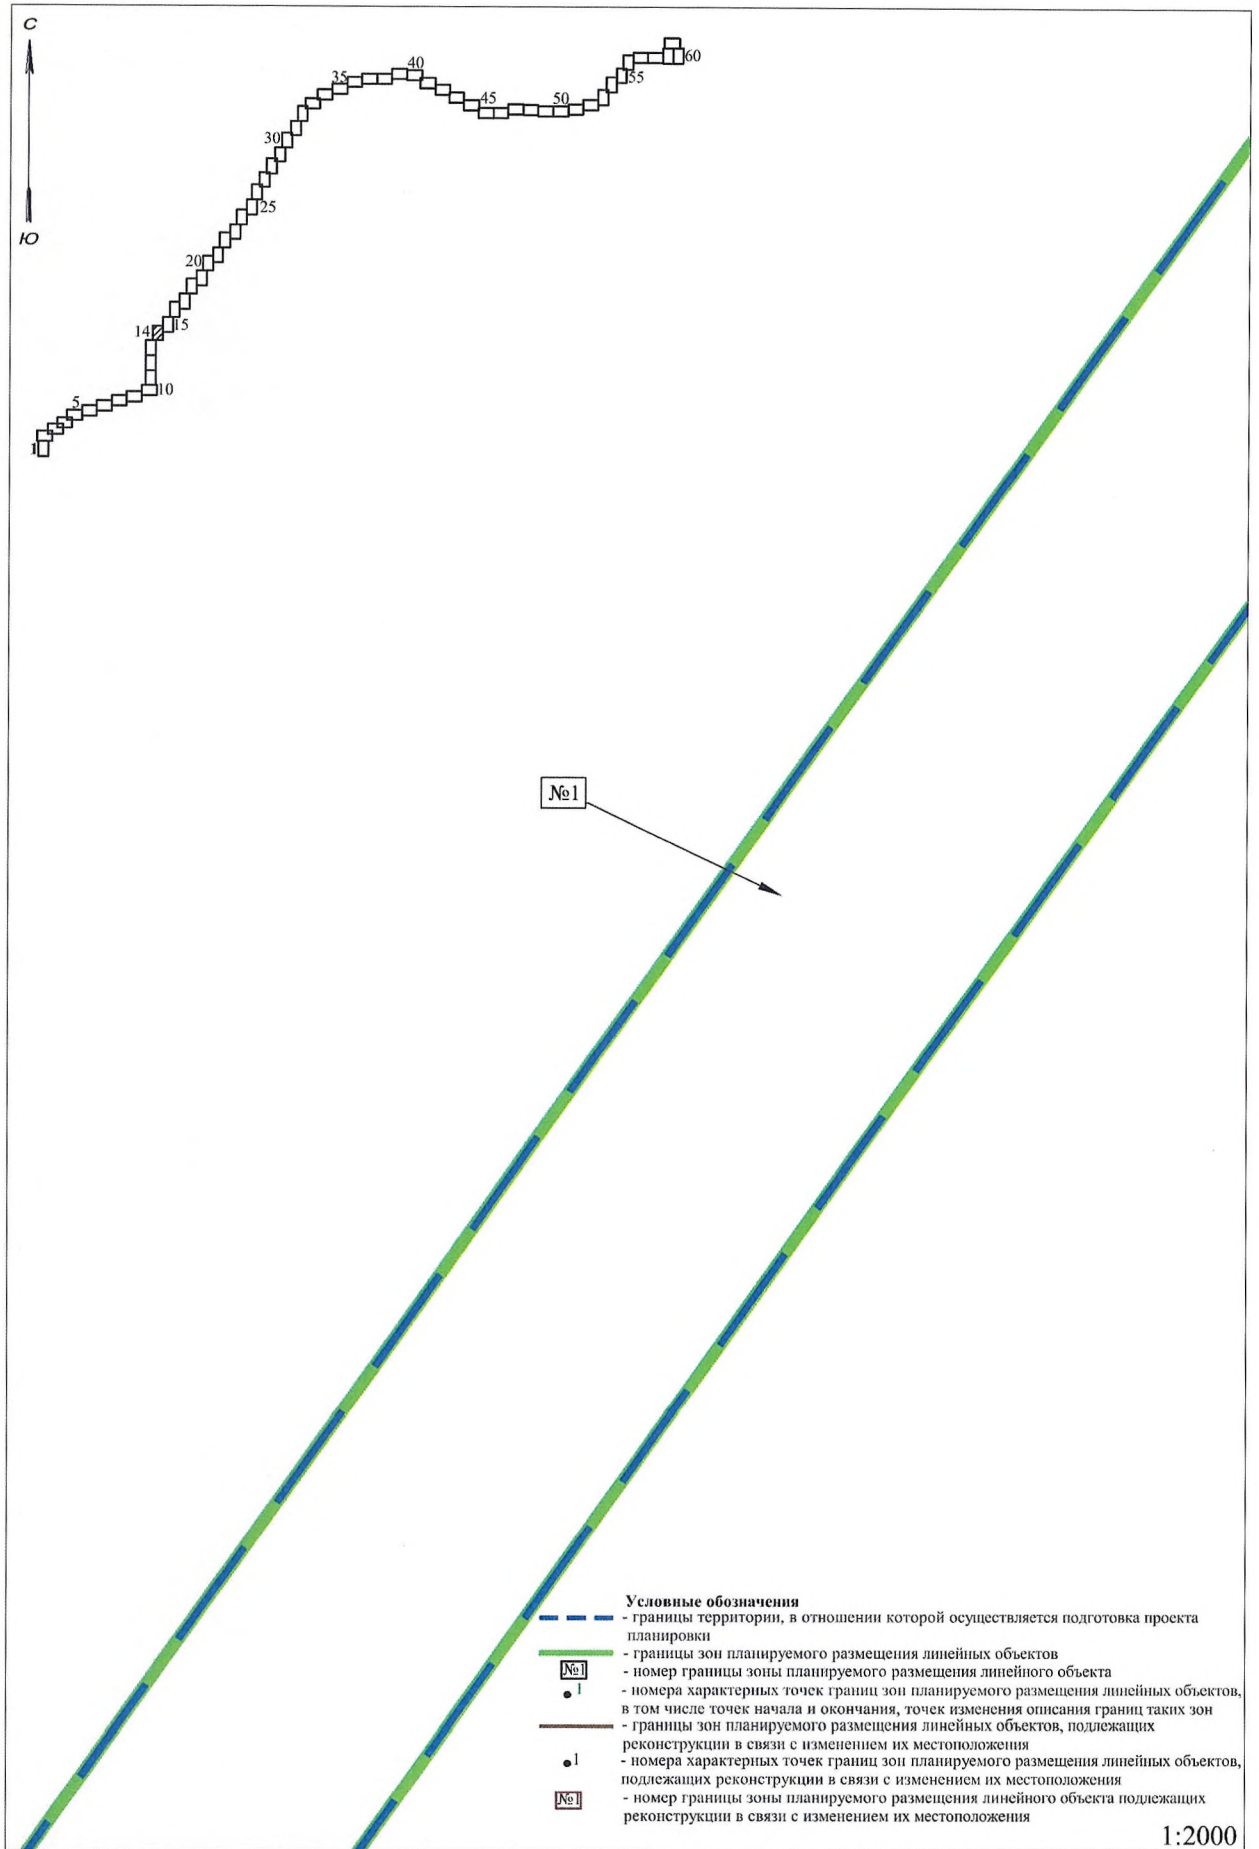 С
Ю
1
5
10
14
15
20
25
30
35
40
45
50
55
60
№1
Условные обозначения
- границы территории, в отношении которой осуществляется подготовка проекта
планировки
- границы зон планируемого размещения линейных объектов
№1
- номер границы зоны планируемого размещения линейного объекта
1
- номера характерных точек границ зон планируемого размещения линейных объектов,
в том числе точек начала и окончания, точек изменения описания границ таких зон
- границы зон планируемого размещения линейных объектов, подлежащих
реконструкции в связи с изменением их местоположения
1
- номера характерных точек границ зон планируемого размещения линейных объектов,
подлежащих реконструкции в связи с изменением их местоположения
№1
- номер границы зоны планируемого размещения линейного объекта подлежащих
реконструкции в связи с изменением их местоположения
1:2000